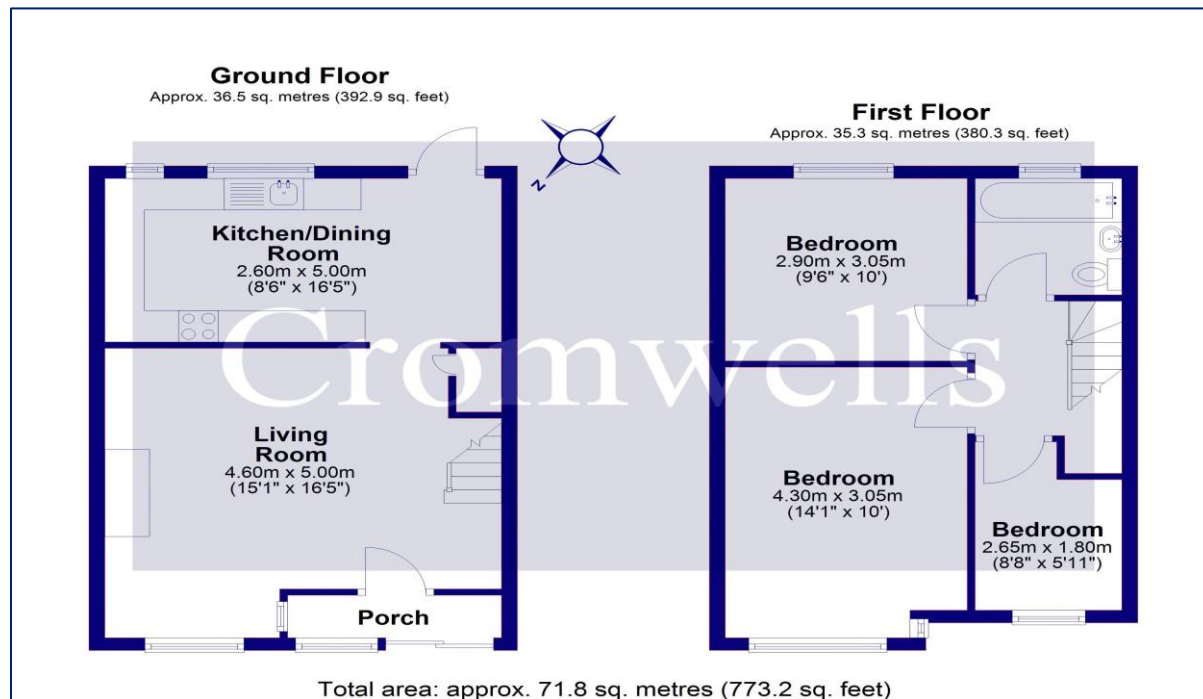 Ground Floor
Approx. 36.5 sq. metres (392.9 sq. feet)
First Floor
Approx. 35.3 sq. metres (380.3 sq. feet)
N
Kitchen/Dining
Room
2.60m x 5.00m
(8'6" x 16'5")
Bedroom
2.90m x 3.05m
(9'6" x 10')
Cromwells
Living
Room
4.60m x 5.00m
(15'1" x 16'5")
Bedroom
4.30m x 3.05m
(14'1" x 10')
Bedroom
2.65m x 1.80m
(8'8" x 5'11")
Porch
Total area: approx. 71.8 sq. metres (773.2 sq. feet)